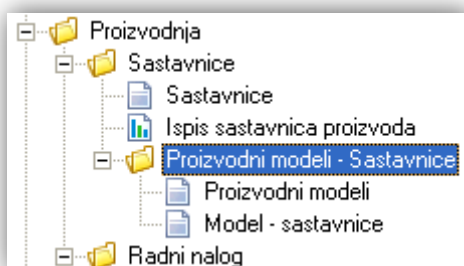 Proizvodnja
Sastavnice
Sastavnice
Ispis sastavnica proizvoda
Proizvodni modeli - Sastavnice
Proizvodni modeli
Model - sastavnice
Radni nalog